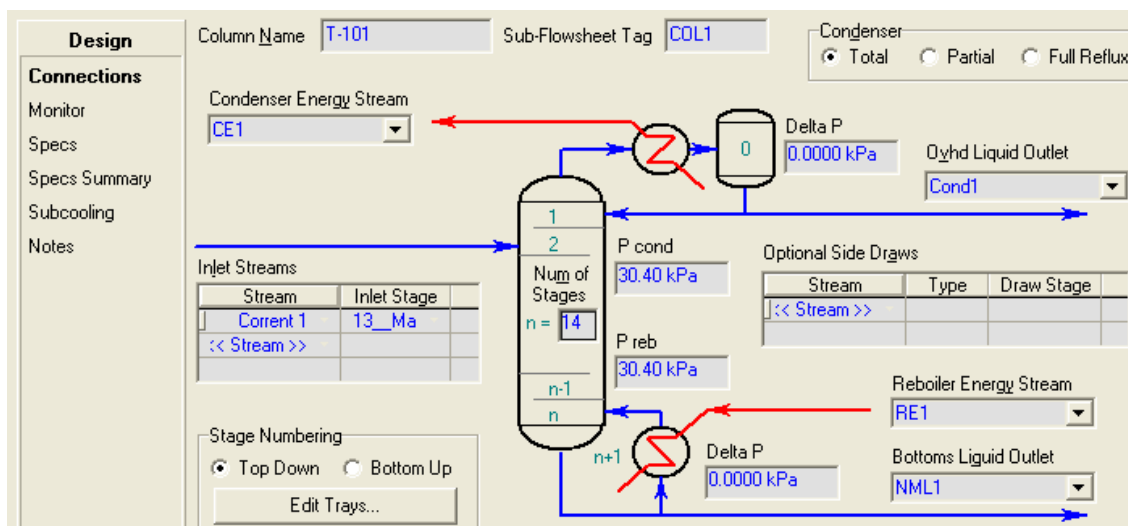 Design
Connections
Monitor
Specs
Specs Summary
Subcooling
Notes
Column Name T-101 Sub-Flowsheet Tag COL1
Condenser
Total Partial Full Reflux
Condenser Energy Stream
CE1
0
Delta P
0.0000 kPa
Ovhd Liquid Outlet
Cond1
1
2
Num of
Stages
n = 14
n-1
n
n+1
P cond
30.40 kPa
P reb
30.40 kPa
Inlet Streams
Stream Inlet Stage
Corrent 1 13__Ma
<< Stream >>
Optional Side Draws
Stream Type Draw Stage
<< Stream >>
Stage Numbering
Top Down Bottom Up
Edit Trays...
Delta P
0.0000 kPa
Reboiler Energy Stream
RE1
Bottoms Liquid Outlet
NML1